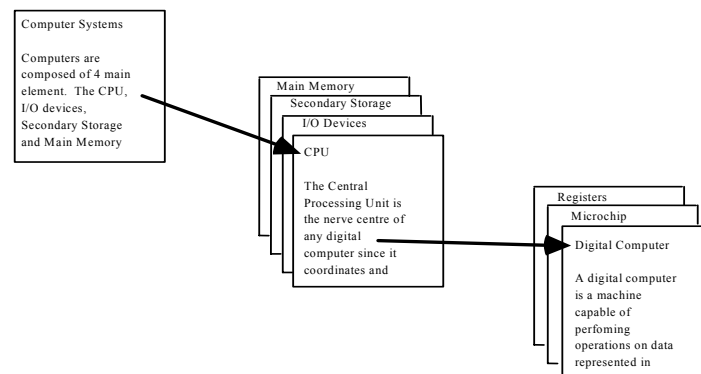 Computer Systems
Computers are
composed of 4 main
element. The CPU,
I/O devices,
Secondary Storage
and Main Memory
Main Memory
Secondary Storage
I/O Devices
CPU
The Central
Processing Unit is
the nerve centre of
any digital
computer since it
coordinates and
Registers
Microchip
Digital Computer
A digital computer
is a machine
capable of
perfoming
operations on data
represented in